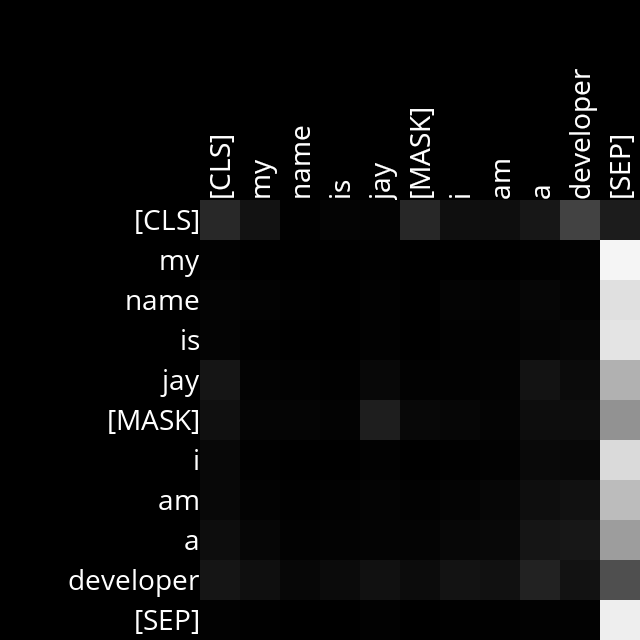 [CLS] my name is jay [MASK] i am a developer [SEP]
[CLS]
my
name
is
jay
[MASK]
i
am
a
developer
[SEP]